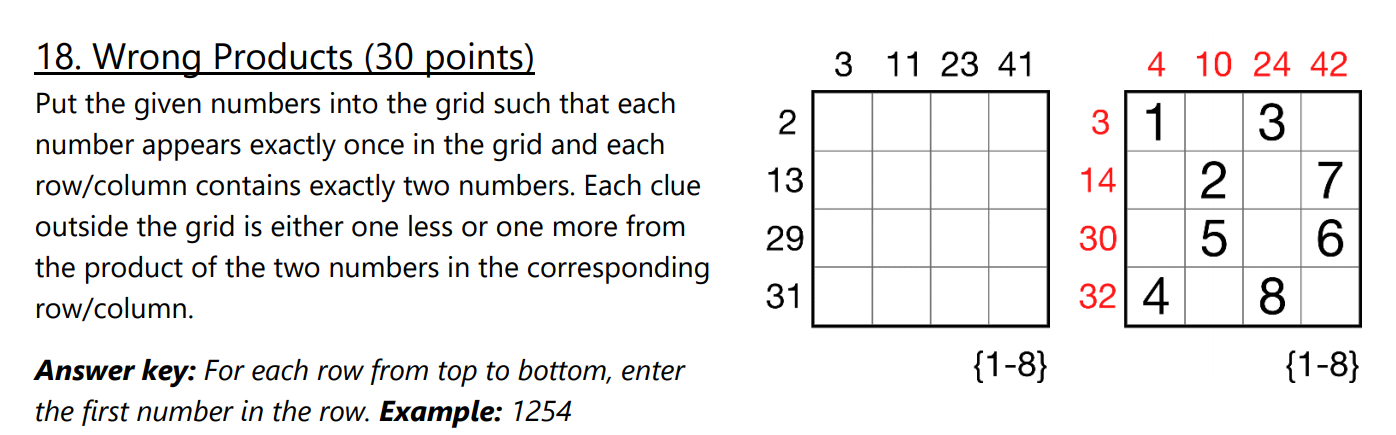 18. Wrong Products (30 points)
Put the given numbers into the grid such that each
number appears exactly once in the grid and each
row/column contains exactly two numbers. Each clue
outside the grid is either one less or one more from
the product of the two numbers in the corresponding
row/column.
Answer key: For each row from top to bottom, enter
the first number in the row. Example: 1254
3 11 23 41
2
13
29
31
{1-8}
4 10 24 42
3 1 3
14 2 7
30 5 6
32 4 8
{1-8}